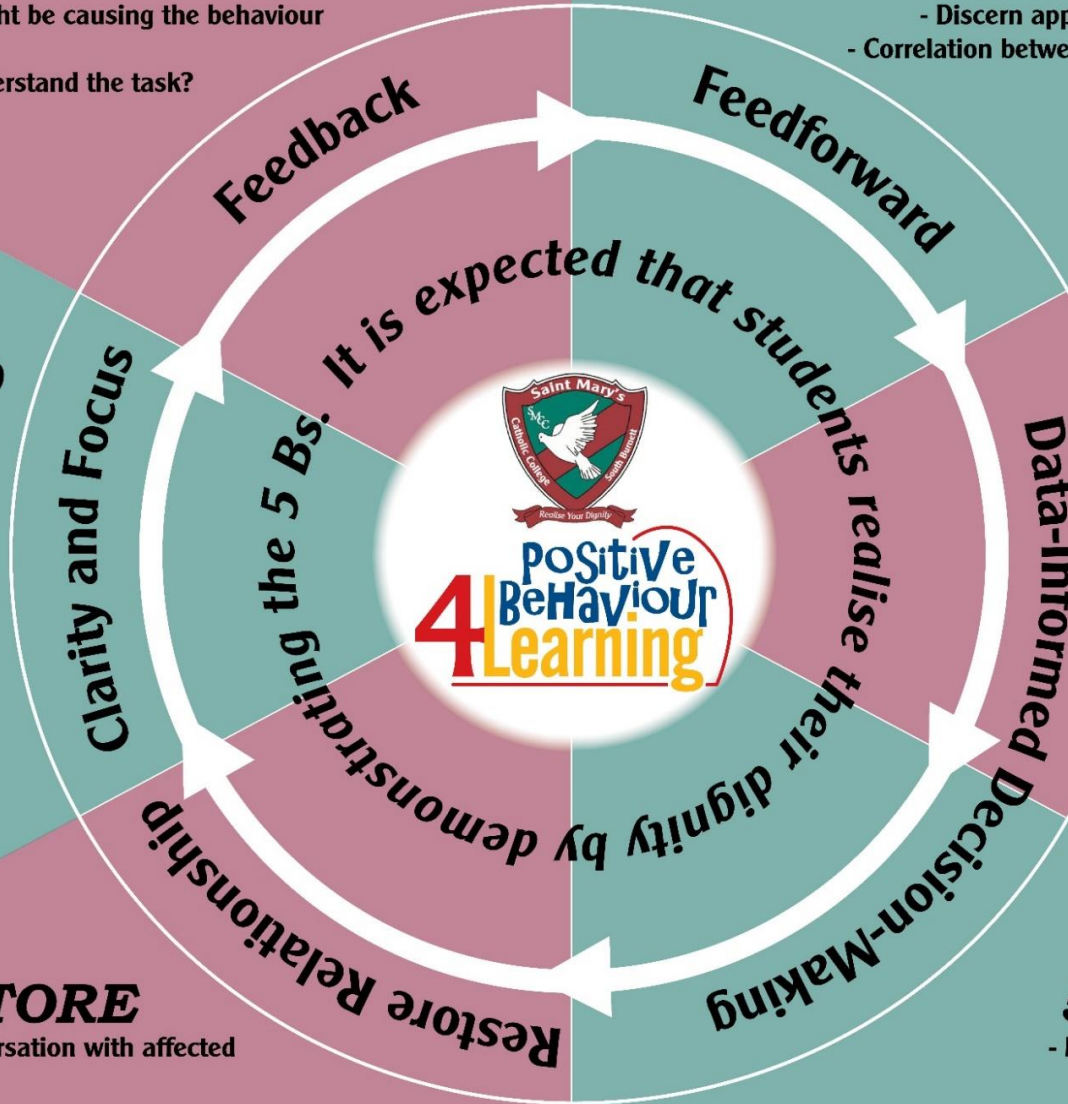 ht be causing the behaviour
erstand the task?
- Discern app
- Correlation betwe
Feedback
Feedforward
Data-Informed Decision-Making
Restore Relationship
Clarity and Focus
It is expected that students realise their dignity by demonstrating the 5 Bs.
Saint Mary's
SMCC
Catholic College
South Burnett
Realise Your Dignity
Positive
Behaviour
4Learning
TORE
rsation with affected